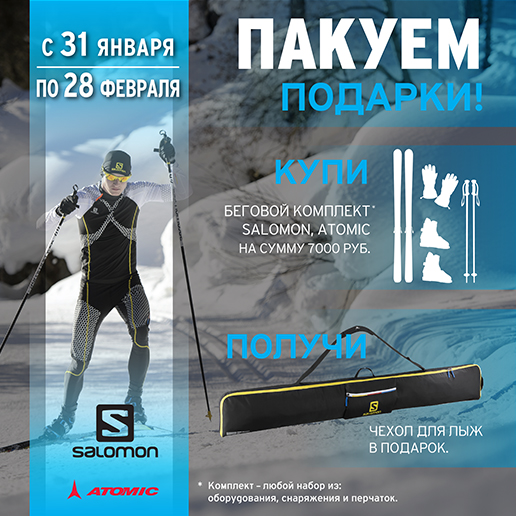 С 31 ЯНВАРЯ
ПО 28 ФЕВРАЛЯ
ПАКУЕМ
ПОДАРКИ!
КУПИ
БЕГОВОЙ КОМПЛЕКТ*
SALOMON, ATOMIC
НА СУММУ 7000 РУБ.
ПОЛУЧИ
ЧЕХОЛ ДЛЯ ЛЫЖ
В ПОДАРОК.
S
SALOMON
ATOMIC
* Комплект – любой набор из:
оборудования, снаряжения и перчаток.